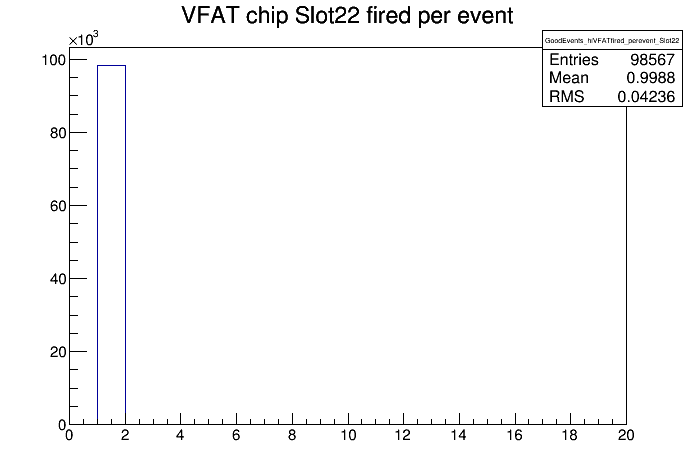 VFAT chip Slot22 fired per event
×10³
GoodEvents_hiVFATfired_perevent_Slot22
Entries 98567
Mean 0.9988
RMS 0.04236
100
80
60
40
20
0
0 2 4 6 8 10 12 14 16 18 20